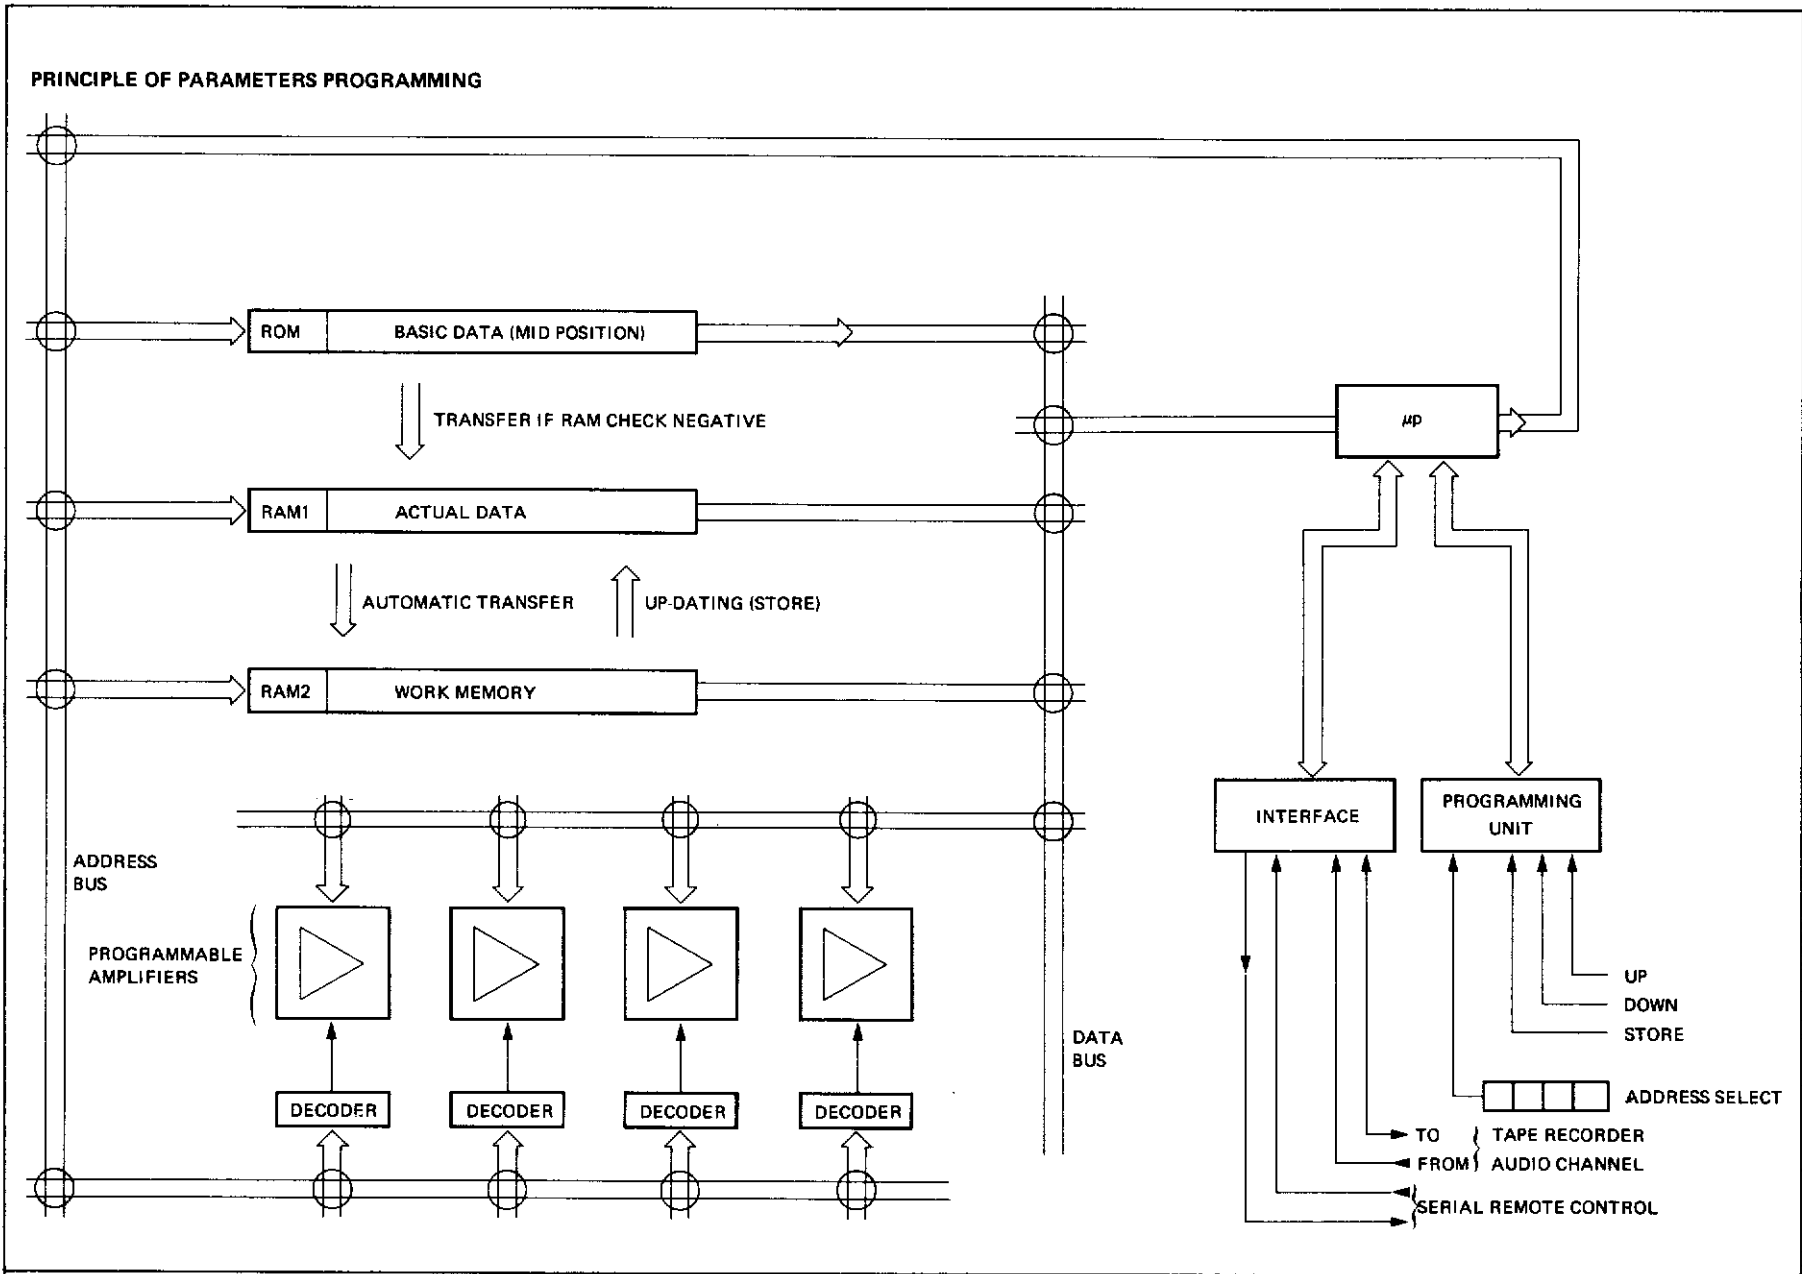 PRINCIPLE OF PARAMETERS PROGRAMMING
ROM BASIC DATA (MID POSITION)
TRANSFER IF RAM CHECK NEGATIVE
μp
RAM1 ACTUAL DATA
AUTOMATIC TRANSFER
UP-DATING (STORE)
RAM2 WORK MEMORY
INTERFACE
PROGRAMMING
UNIT
ADDRESS
BUS
PROGRAMMABLE
AMPLIFIERS
DATA
BUS
UP
DOWN
STORE
DECODER
DECODER
DECODER
DECODER
ADDRESS SELECT
TO TAPE RECORDER
FROM AUDIO CHANNEL
SERIAL REMOTE CONTROL